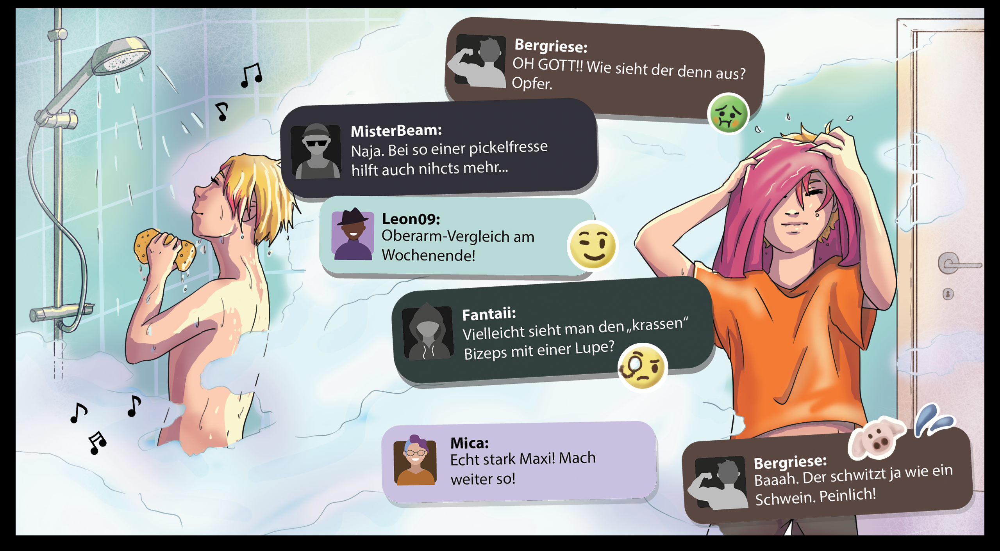 Bergriese:
OH GOTT!! Wie sieht der denn aus?
Opfer.
MisterBeam:
Naja. Bei so einer pickelfresse
hilft auch nihcts mehr...
Leon09:
Oberarm-Vergleich am
Wochenende!
Fantaii:
Vielleicht sieht man den „krassen“
Bizeps mit einer Lupe?
Mica:
Echt stark Maxi! Mach
weiter so!
Bergriese:
Baaah. Der schwitzt ja wie ein
Schwein. Peinlich!